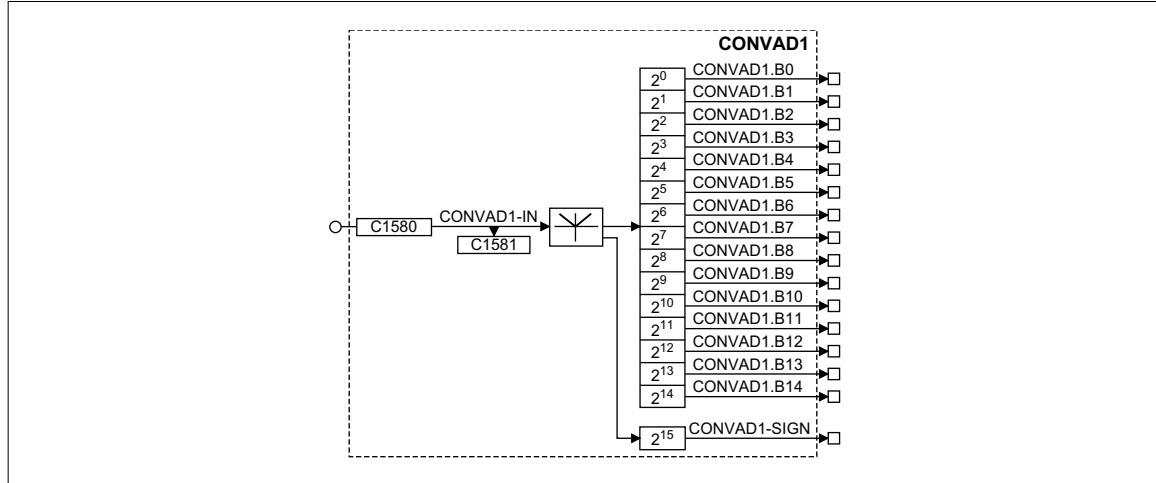 CONVAD1
2⁰ CONVAD1.B0
2¹ CONVAD1.B1
2² CONVAD1.B2
2³ CONVAD1.B3
2⁴ CONVAD1.B4
2⁵ CONVAD1.B5
2⁶ CONVAD1.B6
C1580 CONVAD1-IN
2⁷ CONVAD1.B7
C1581
2⁸ CONVAD1.B8
2⁹ CONVAD1.B9
2¹⁰ CONVAD1.B10
2¹¹ CONVAD1.B11
2¹² CONVAD1.B12
2¹³ CONVAD1.B13
2¹⁴ CONVAD1.B14
2¹⁵ CONVAD1-SIGN